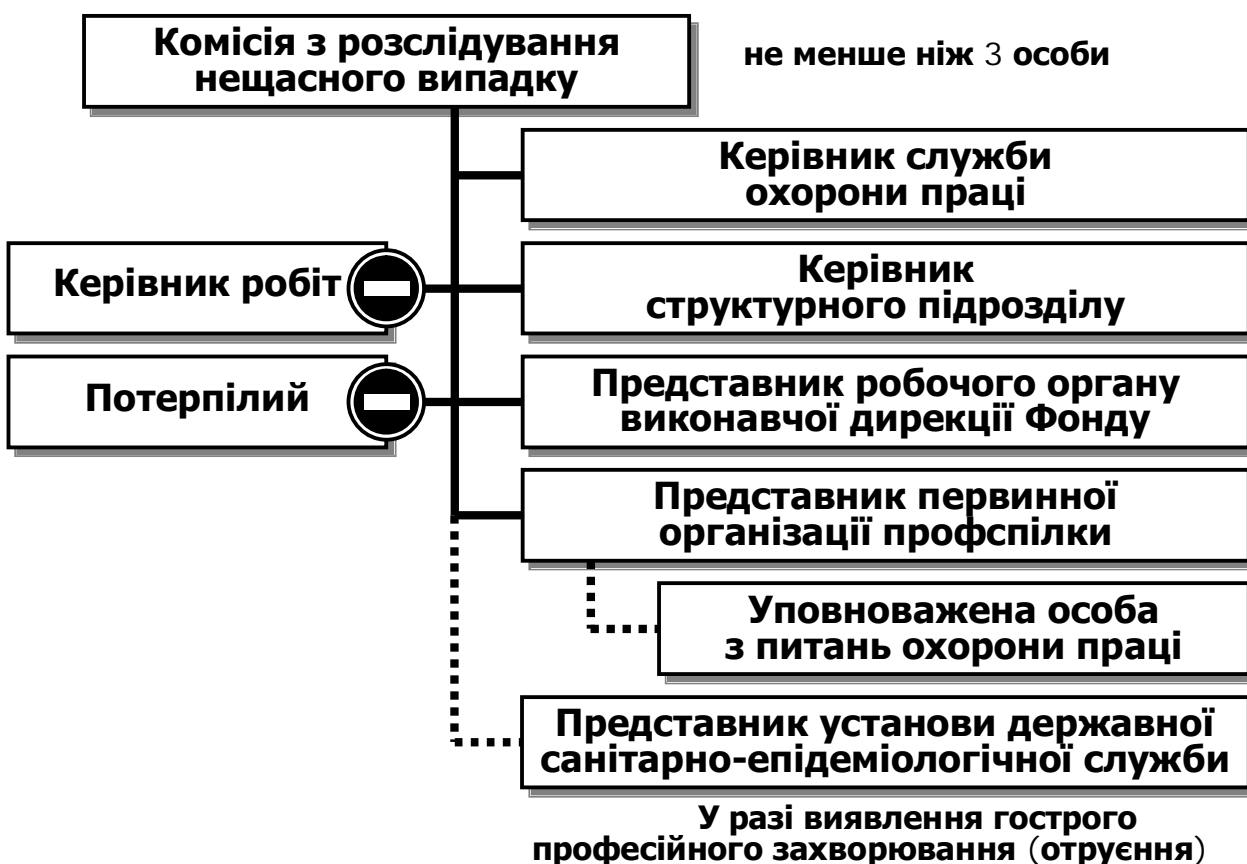 Комісія з розслідування
нещасного випадку
не менше ніж 3 особи
Керівник служби
охорони праці
Керівник робіт
Керівник
структурного підрозділу
Потерпілий
Представник робочого органу
виконавчої дирекції Фонду
Представник первинної
організації профспілки
Уповноважена особа
з питань охорони праці
Представник установи державної
санітарно-епідеміологічної служби
У разі виявлення гострого
професійного захворювання (отруєння)